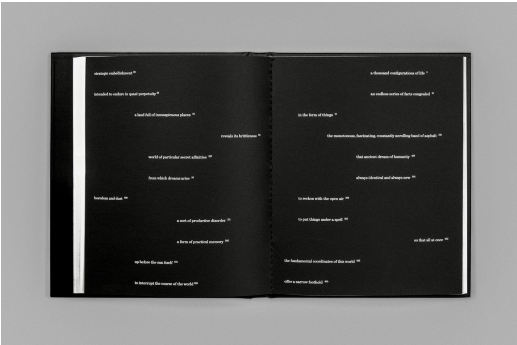 strategic embellishment
intended to endure in quasi-perpetuity
a land full of incongruous places
reveals its brittleness
world of particular secret affinities
from which dreams arise
boredom and dust
a sort of productive disorder
a form of practical memory
up before the sun itself
to interrupt the course of the world
a thousand configurations of life
an endless series of facts congealed
in the form of things
the monotonous, fascinating, constantly unrolling band of asphalt
that ancient dream of humanity
always identical and always new
to reckon with the open air
to put things under a spell
so that all at once
the fundamental coordinates of this world
offer a narrow foothold